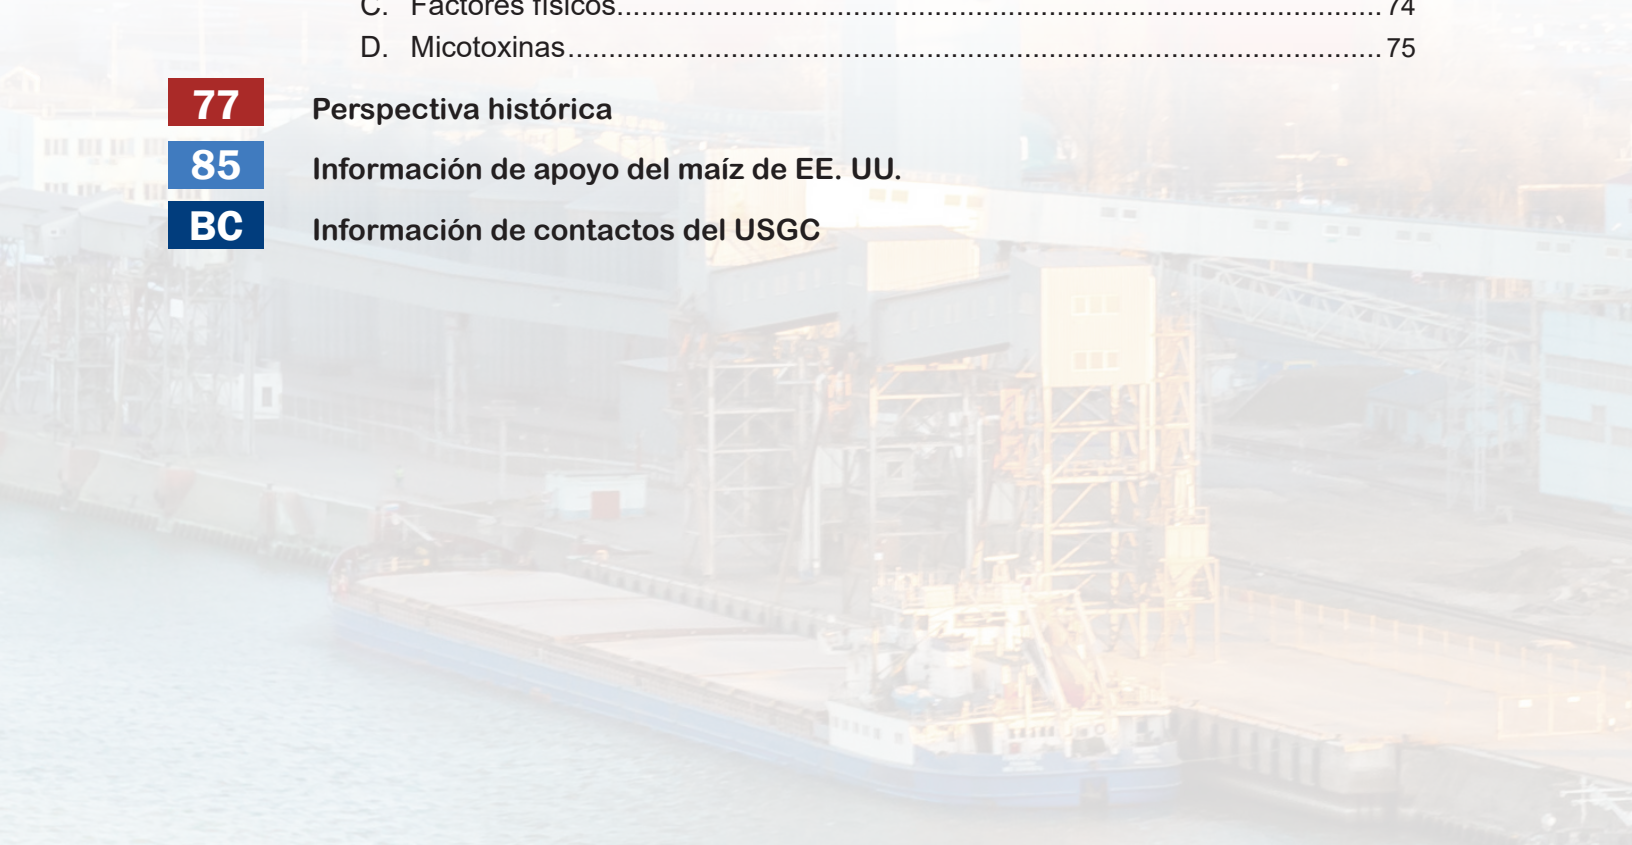 C. Factores físicos 74
D. Micotoxinas 75
77 Perspectiva histórica
85 Información de apoyo del maíz de EE. UU.
BC Información de contactos del USGC